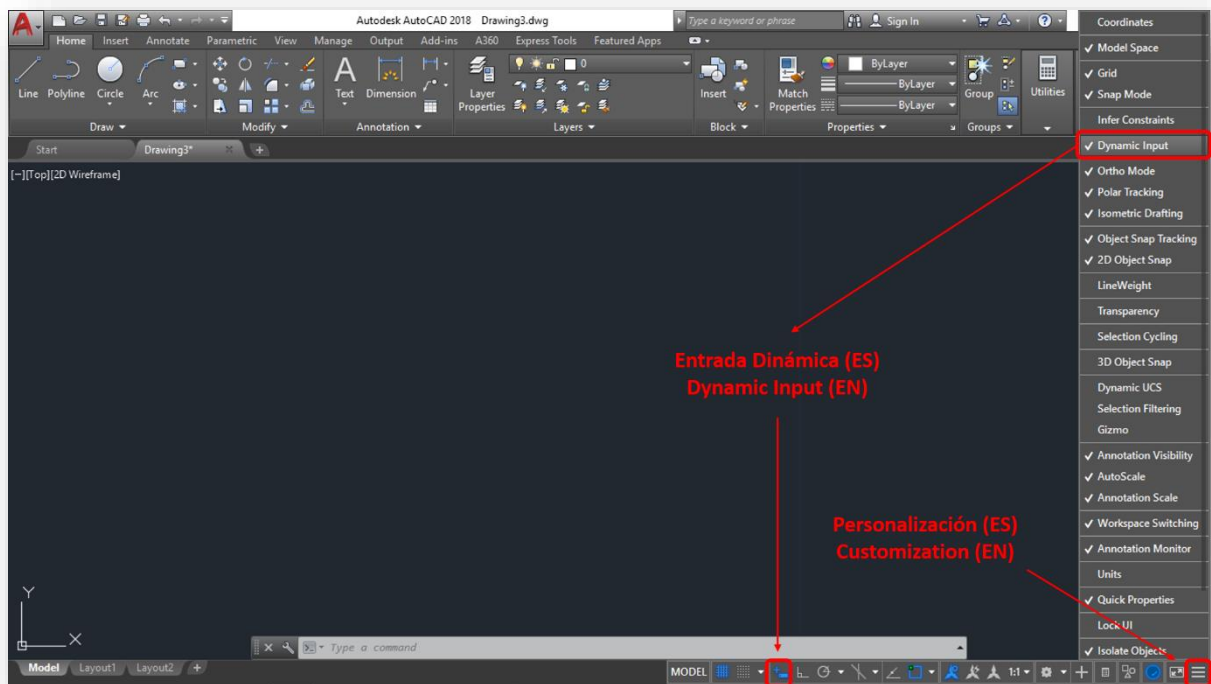 Autodesk AutoCAD 2018 Drawing3.dwg
Type a keyword or phrase
Sign In
Home Insert Annotate Parametric View Manage Output Add-ins A360 Express Tools Featured Apps
0
ByLayer
ByLayer
ByLayer
Line Polyline Circle Arc
Text Dimension
Layer
Properties
Insert
Match
Properties
Group
Utilities
Draw Modify Annotation Layers Block Properties Groups
Start Drawing3* +
[−][Top][2D Wireframe]
Coordinates
Model Space
Grid
Snap Mode
Infer Constraints
Dynamic Input
Ortho Mode
Polar Tracking
Isometric Drafting
Object Snap Tracking
2D Object Snap
LineWeight
Transparency
Selection Cycling
3D Object Snap
Dynamic UCS
Selection Filtering
Gizmo
Annotation Visibility
AutoScale
Annotation Scale
Workspace Switching
Annotation Monitor
Units
Quick Properties
Lock UI
Isolate Objects
Entrada Dinámica (ES)
Dynamic Input (EN)
Personalización (ES)
Customization (EN)
Y
X
Type a command
Model Layout1 Layout2 +
MODEL
1:1